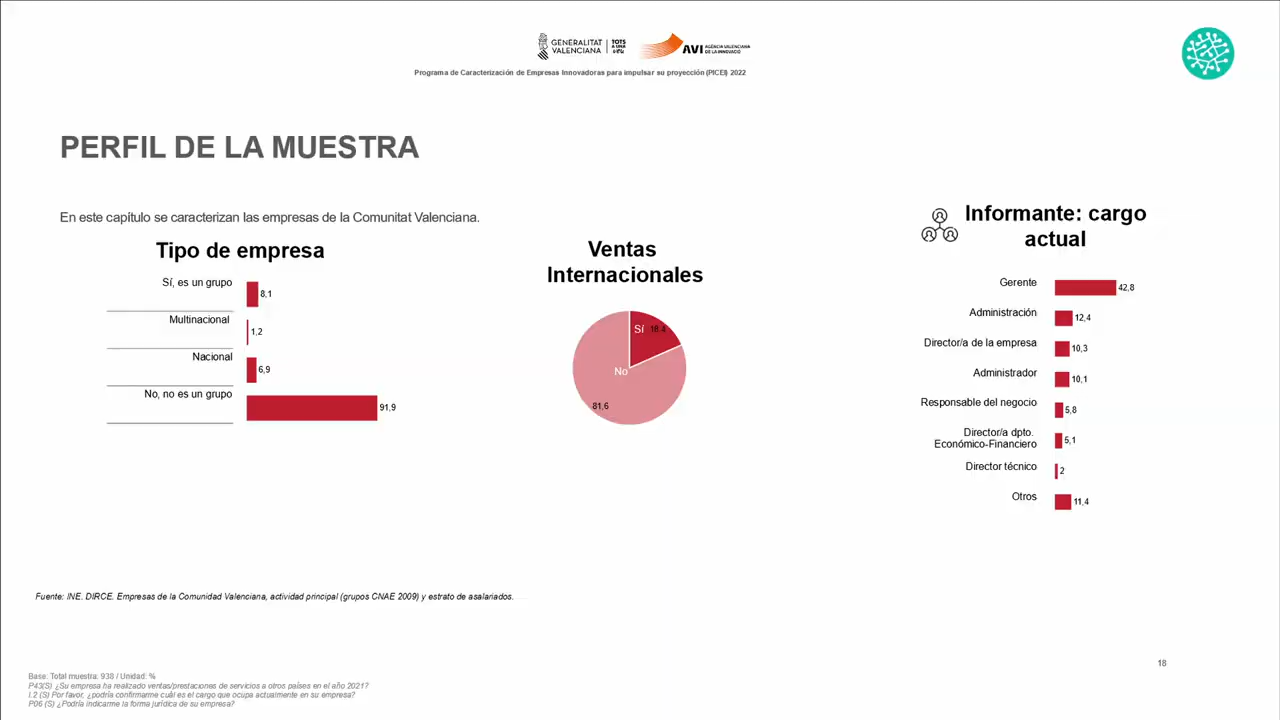 GENERALITAT
VALENCIANA
TOTS
A UNA
AVI AGÈNCIA VALENCIANA
DE LA INNOVACIÓ
Programa de Caracterización de Empresas Innovadoras para impulsar su proyección (PICEI) 2022
PERFIL DE LA MUESTRA
En este capítulo se caracterizan las empresas de la Comunitat Valenciana.
Tipo de empresa
Sí, es un grupo 8,1
Multinacional 1,2
Nacional 6,9
No, no es un grupo 91,9
Ventas
Internacionales
Sí 18,4
No
81,6
Informante: cargo
actual
Gerente 42,8
Administración 12,4
Director/a de la empresa 10,3
Administrador 10,1
Responsable del negocio 5,8
Director/a dpto.
Económico-Financiero 5,1
Director técnico 2
Otros 11,4
Fuente: INE. DIRCE. Empresas de la Comunidad Valenciana, actividad principal (grupos CNAE 2009) y estrato de asalariados.
18
Base: Total muestra: 938 / Unidad: %
P43(S) ¿Su empresa ha realizado ventas/prestaciones de servicios a otros países en el año 2021?
I.2 (S) Por favor, ¿podría confirmarme cuál es el cargo que ocupa actualmente en su empresa?
P06 (S) ¿Podría indicarme la forma jurídica de su empresa?